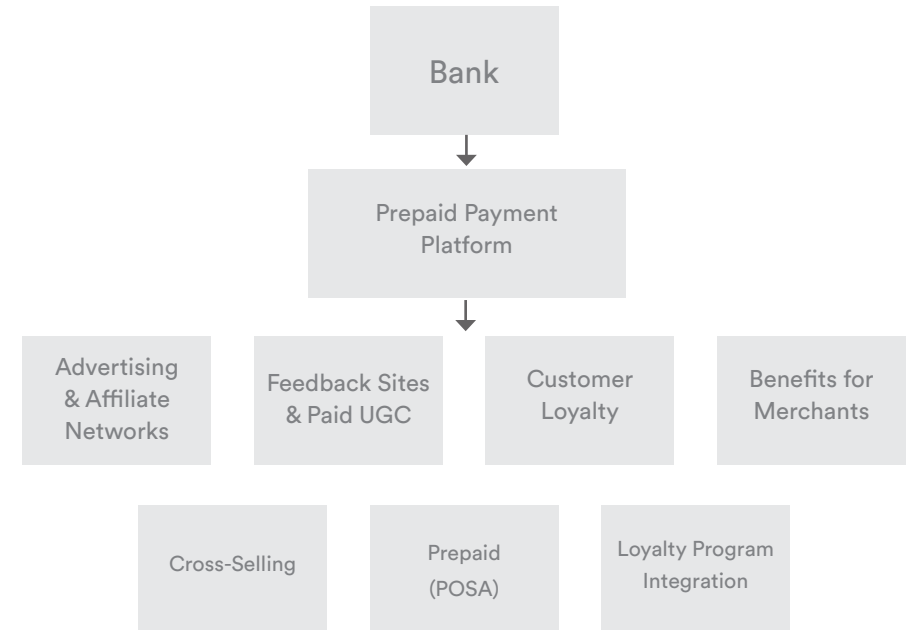 Bank
Prepaid Payment
Platform
Advertising
& Affiliate
Networks
Feedback Sites
& Paid UGC
Customer
Loyalty
Benefits for
Merchants
Cross-Selling
Prepaid
(POSA)
Loyalty Program
Integration